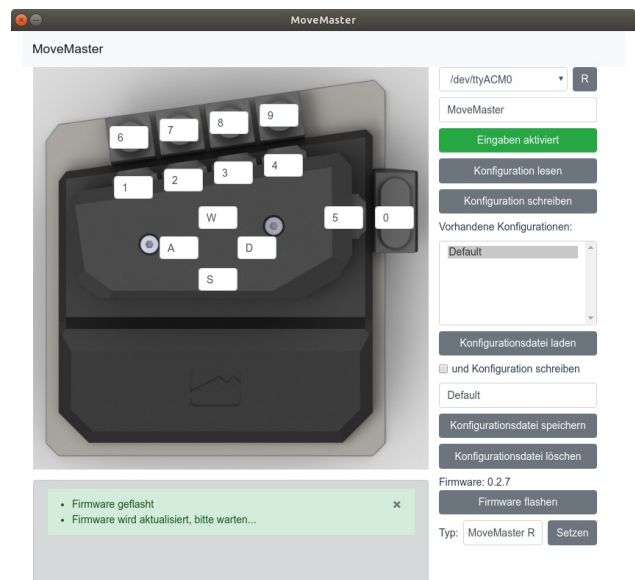 MoveMaster
MoveMaster
6
7
8
9
1
2
3
4
W
5
0
A
D
S
/dev/ttyACM0
R
MoveMaster
Eingaben aktiviert
Konfiguration lesen
Konfiguration schreiben
Vorhandene Konfigurationen:
Default
Konfigurationsdatei laden
und Konfiguration schreiben
Default
Konfigurationsdatei speichern
Konfigurationsdatei löschen
Firmware: 0.2.7
Firmware flashen
Typ: MoveMaster R Setzen
Firmware geflasht
Firmware wird aktualisiert, bitte warten...